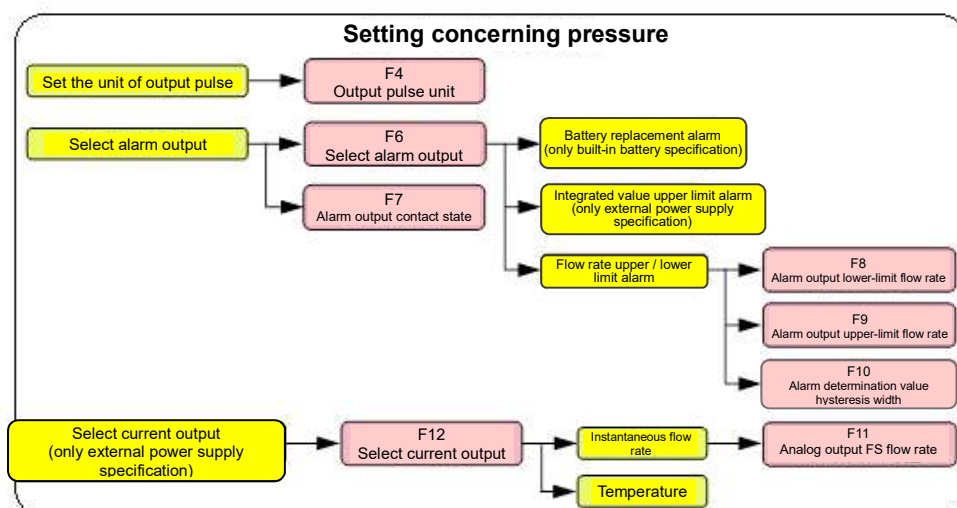 Setting concerning pressure
Set the unit of output pulse
F4
Output pulse unit
Select alarm output
F6
Select alarm output
Battery replacement alarm
(only built-in battery specification)
F7
Alarm output contact state
Integrated value upper limit alarm
(only external power supply
specification)
Flow rate upper / lower
limit alarm
F8
Alarm output lower-limit flow rate
F9
Alarm output upper-limit flow rate
F10
Alarm determination value
hysteresis width
Select current output
(only external power supply
specification)
F12
Select current output
Instantaneous flow
rate
F11
Analog output FS flow rate
Temperature